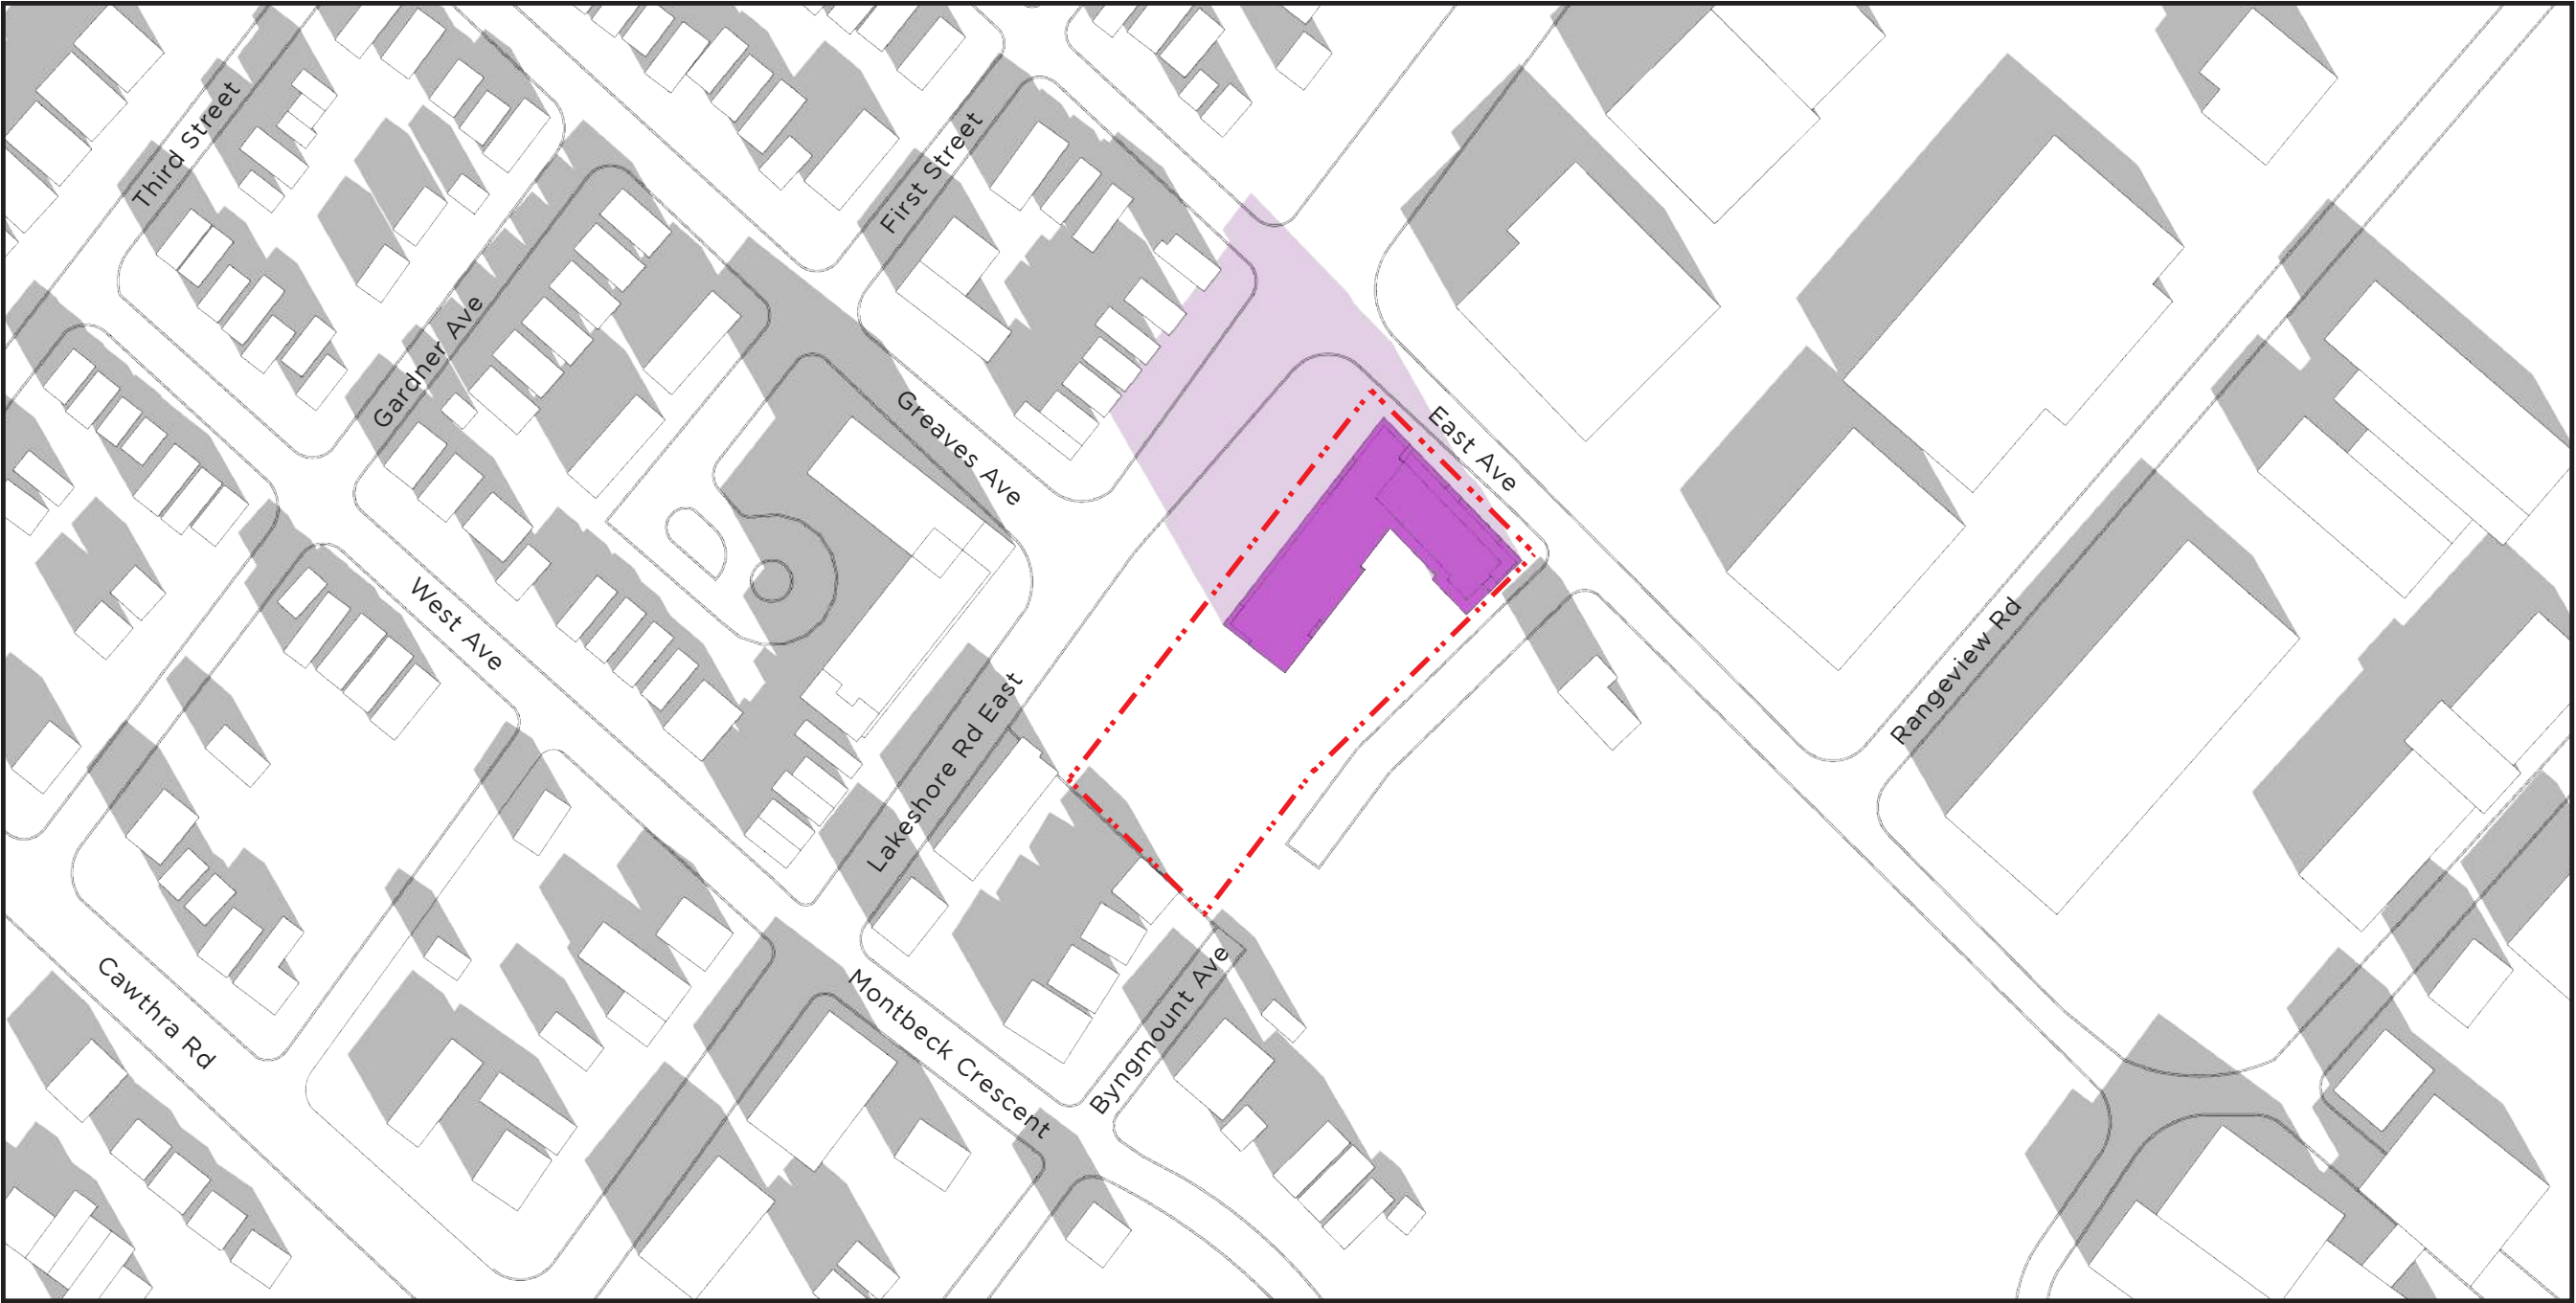 Third Street
First Street
Gardner Ave
Greaves Ave
East Ave
West Ave
Rangeview Rd
Lakeshore Rd East
Cawthra Rd
Montbeck Crescent
Byngmount Ave